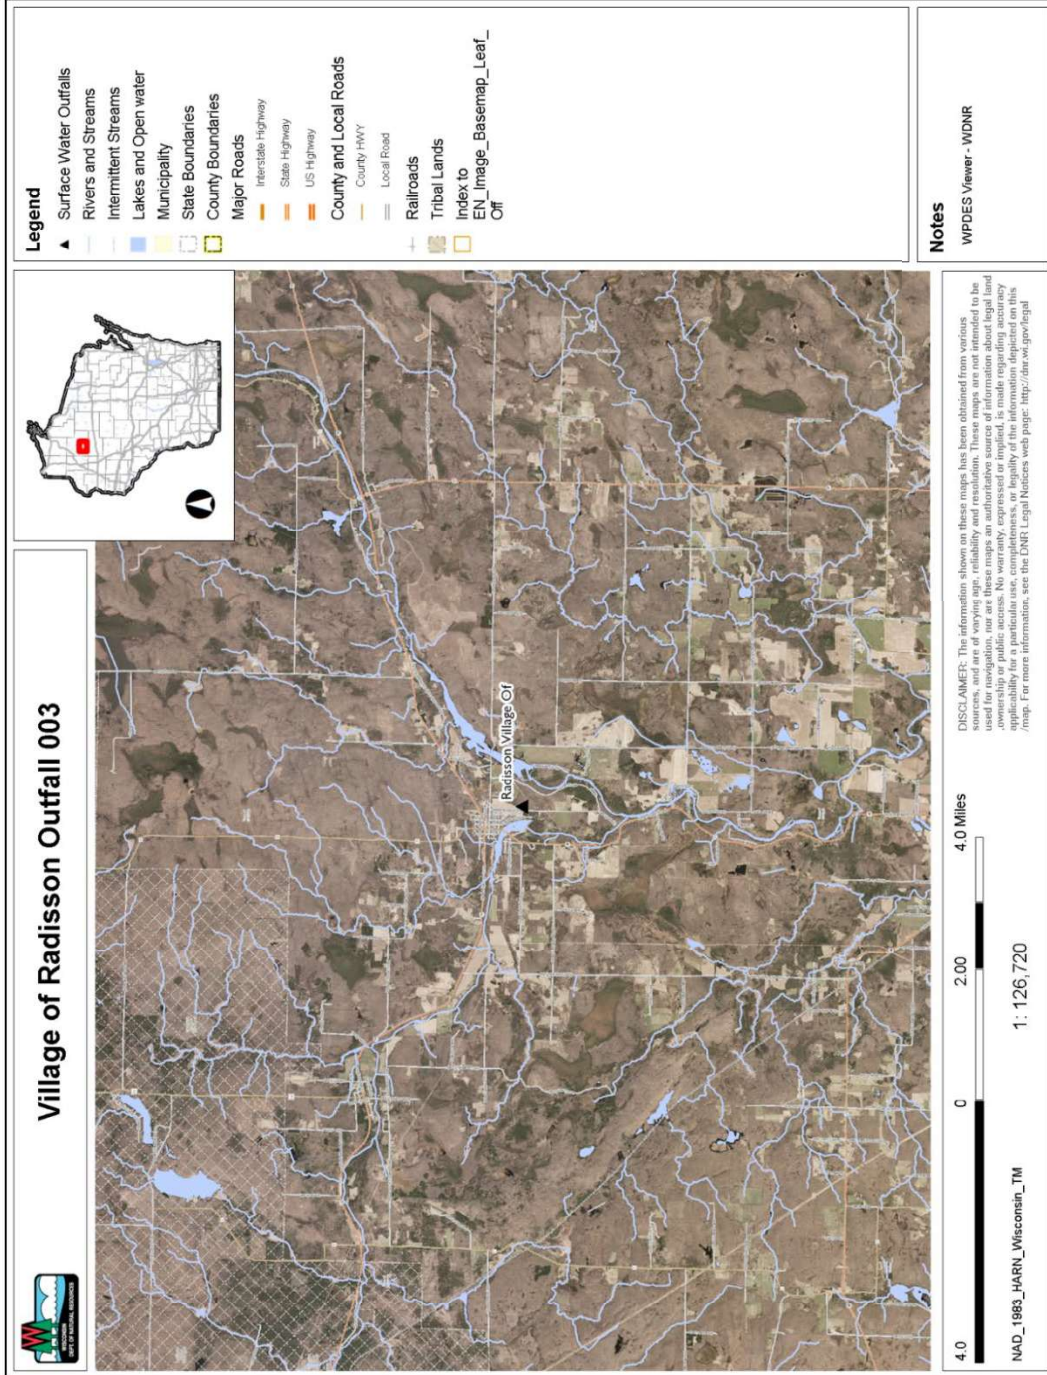 Village of Radisson Outfall 003
WISCONSIN
DEPT. OF NATURAL RESOURCES
Legend
Surface Water Outfalls
Rivers and Streams
Intermittent Streams
Lakes and Open water
Municipality
State Boundaries
County Boundaries
Major Roads
Interstate Highway
State Highway
US Highway
County and Local Roads
County HWY
Local Road
Railroads
Tribal Lands
Index to
EN_Image_Basemap_Leaf_
Off
Radisson Village Of
4.0
0
2.00
4.0 Miles
NAD_1983_HARN_Wisconsin_TM
1: 126,720
DISCLAIMER: The information shown on these maps has been obtained from various
sources, and are of varying age, reliability and resolution. These maps are not intended to be
used for navigation, nor are these maps an authoritative source of information about legal land
,ownership or public access. No warranty, expressed or implied, is made regarding accuracy
applicability for a particular use, completeness, or legality of the information depicted on this
/map. For more information, see the DNR Legal Notices web page: http://dnr.wi.gov/legal
Notes
WPDES Viewer - WDNR